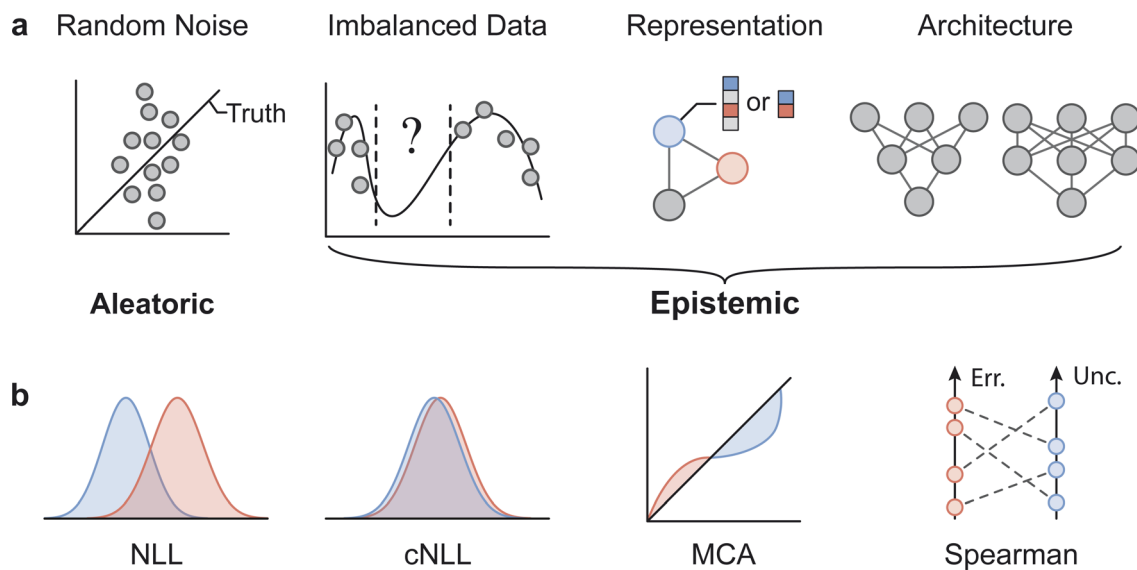 a
Random Noise
Imbalanced Data
Representation
Architecture
Truth
?
or
Aleatoric
Epistemic
b
Err.
Unc.
NLL
cNLL
MCA
Spearman